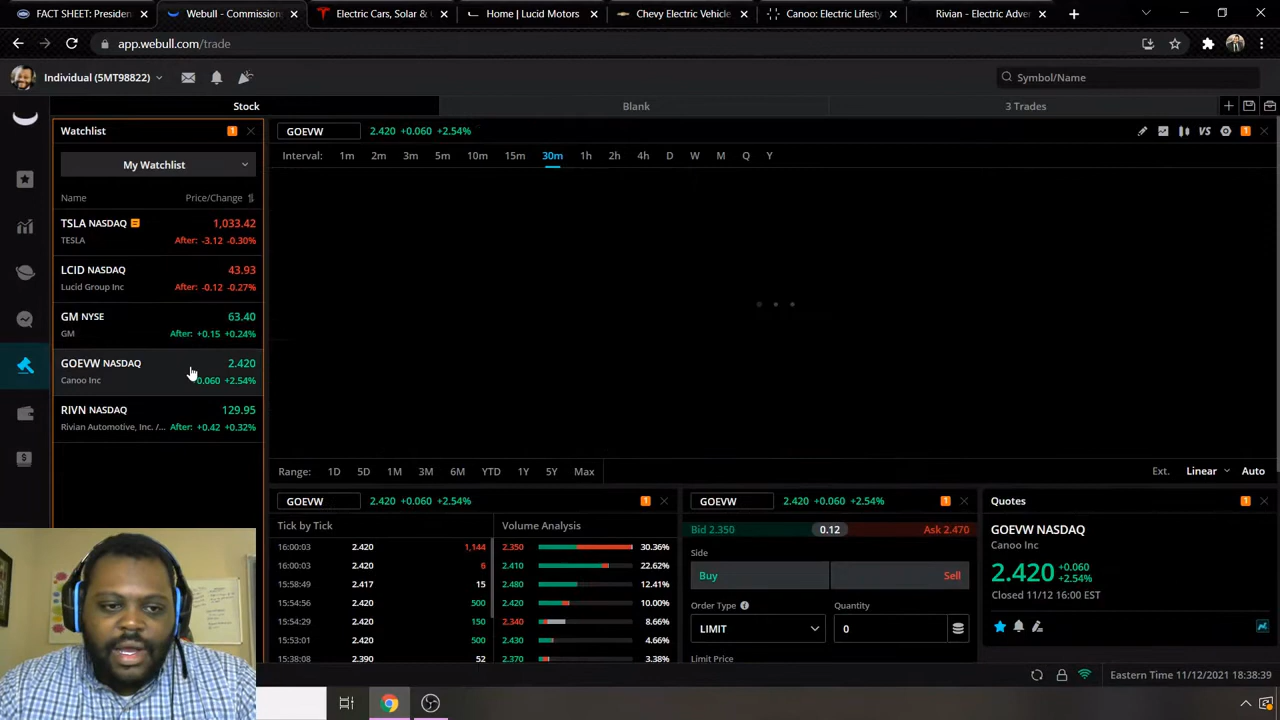 FACT SHEET: Presiden
Webull - Commission
Electric Cars, Solar &
Home | Lucid Motors
Chevy Electric Vehicle
Canoo: Electric Lifest
Rivian - Electric Adve
app.webull.com/trade
Individual (5MT98822)
Symbol/Name
Stock
Blank
3 Trades
Watchlist
1
GOEVW
2.420 +0.060 +2.54%
VS
1
My Watchlist
Interval:
1m
2m
3m
5m
10m
15m
30m
1h
2h
4h
D
W
M
Q
Y
Name
Price/Change
TSLA NASDAQ
1,033.42
TESLA
After: -3.12 -0.30%
LCID NASDAQ
43.93
Lucid Group Inc
After: -0.12 -0.27%
GM NYSE
63.40
GM
After: +0.15 +0.24%
GOEVW NASDAQ
2.420
Canoo Inc
0.060 +2.54%
RIVN NASDAQ
129.95
Rivian Automotive, Inc. /...
After: +0.42 +0.32%
Range:
1D
5D
1M
3M
6M
YTD
1Y
5Y
Max
Ext.
Linear
Auto
GOEVW
2.420 +0.060 +2.54%
1
Tick by Tick
Volume Analysis
16:00:03 2.420 1,144
16:00:03 2.420 6
15:58:49 2.417 15
15:54:56 2.420 500
15:54:29 2.420 150
15:53:01 2.420 500
15:38:08 2.390 52
2.350 30.36%
2.410 22.62%
2.480 12.41%
2.420 10.00%
2.340 8.66%
2.430 4.66%
2.370 3.38%
GOEVW
2.420 +0.060 +2.54%
1
Bid 2.350
0.12
Ask 2.470
Side
Buy
Sell
Order Type
Quantity
LIMIT
0
Limit Price
Quotes
1
GOEVW NASDAQ
Canoo Inc
2.420
+0.060
+2.54%
Closed 11/12 16:00 EST
Eastern Time 11/12/2021 18:38:39